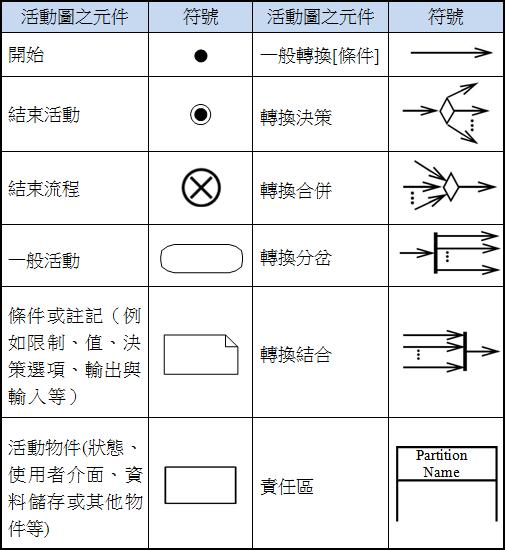 活動圖之元件 符號 活動圖之元件 符號
開始 一般轉換[條件]
結束活動 轉換決策
結束流程 轉換合併
一般活動 轉換分岔
條件或註記（例
如限制、值、決
策選項、輸出與
輸入等）
轉換結合
活動物件(狀態、
使用者介面、資
料儲存或其他物
件等)
責任區
Partition
Name